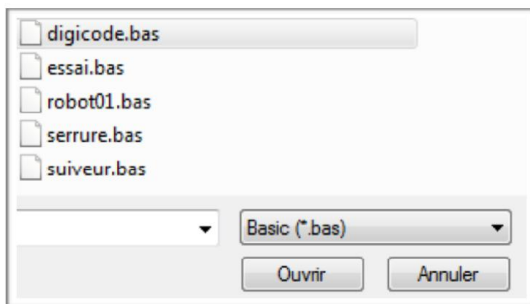 digicode.bas
essai.bas
robot01.bas
serrure.bas
suiveur.bas
Basic (*.bas)
Ouvrir Annuler